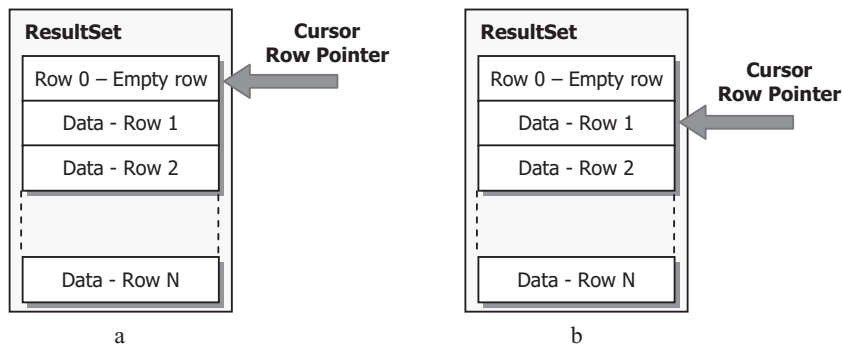 ResultSet
Cursor
Row Pointer
Row 0 – Empty row
Data - Row 1
Data - Row 2
Data - Row N
a
ResultSet
Cursor
Row Pointer
Row 0 – Empty row
Data - Row 1
Data - Row 2
Data - Row N
b